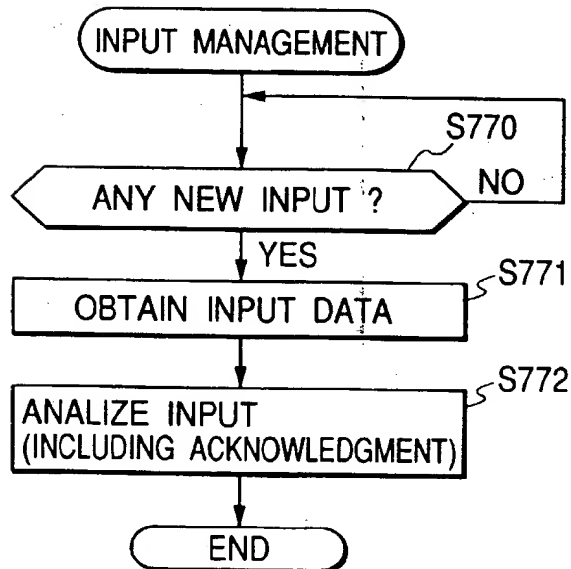 INPUT MANAGEMENT
S770
ANY NEW INPUT ?
NO
YES
S771
OBTAIN INPUT DATA
S772
ANALIZE INPUT
(INCLUDING ACKNOWLEDGMENT)
END